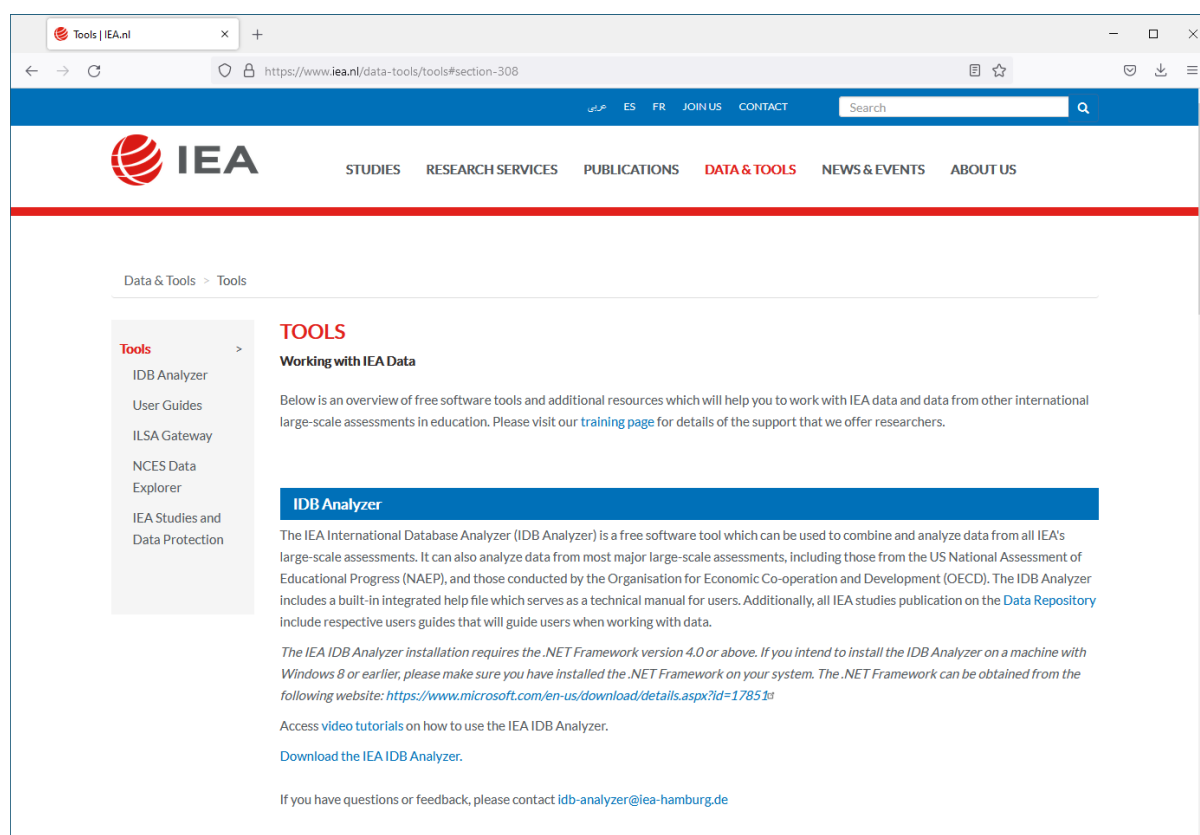 Tools | IEA.nl
https://www.iea.nl/data-tools/tools#section-308
عربي ES FR JOIN US CONTACT Search
IEA STUDIES RESEARCH SERVICES PUBLICATIONS DATA & TOOLS NEWS & EVENTS ABOUT US
Data & Tools > Tools
Tools >
IDB Analyzer
User Guides
ILSA Gateway
NCES Data
Explorer
IEA Studies and
Data Protection
TOOLS
Working with IEA Data
Below is an overview of free software tools and additional resources which will help you to work with IEA data and data from other international
large-scale assessments in education. Please visit our training page for details of the support that we offer researchers.
IDB Analyzer
The IEA International Database Analyzer (IDB Analyzer) is a free software tool which can be used to combine and analyze data from all IEA's
large-scale assessments. It can also analyze data from most major large-scale assessments, including those from the US National Assessment of
Educational Progress (NAEP), and those conducted by the Organisation for Economic Co-operation and Development (OECD). The IDB Analyzer
includes a built-in integrated help file which serves as a technical manual for users. Additionally, all IEA studies publication on the Data Repository
include respective users guides that will guide users when working with data.
The IEA IDB Analyzer installation requires the .NET Framework version 4.0 or above. If you intend to install the IDB Analyzer on a machine with
Windows 8 or earlier, please make sure you have installed the .NET Framework on your system. The .NET Framework can be obtained from the
following website: https://www.microsoft.com/en-us/download/details.aspx?id=17851
Access video tutorials on how to use the IEA IDB Analyzer.
Download the IEA IDB Analyzer.
If you have questions or feedback, please contact idb-analyzer@iea-hamburg.de